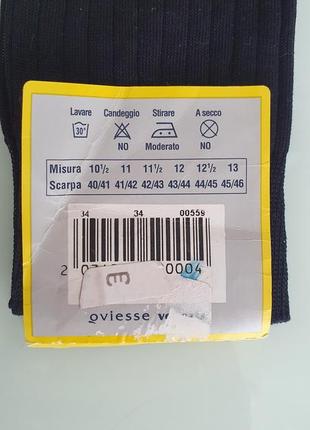 Lavare Candeggio Stirare A secco
30°
NO Moderato NO
Misura 10½ 11 11½ 12 12½ 13
Scarpa 40/41 41/42 42/43 43/44 44/45 45/46
34 34 00559
2 0004
E
oviesse